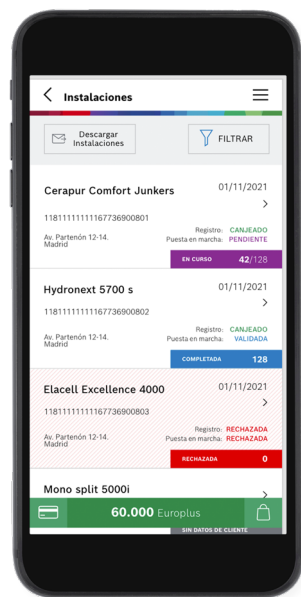 Instalaciones
Descargar
Instalaciones
FILTRAR
Cerapur Comfort Junkers
01/11/2021
11811111111167736900801
Av. Partenón 12-14.
Madrid
Registro: CANJEADO
Puesta en marcha: PENDIENTE
EN CURSO 42/128
Hydronext 5700 s
01/11/2021
11811111111167736900802
Av. Partenón 12-14.
Madrid
Registro: CANJEADO
Puesta en marcha: VALIDADA
COMPLETADA 128
Elacell Excellence 4000
01/11/2021
11811111111167736900803
Av. Partenón 12-14.
Madrid
Registro: RECHAZADA
Puesta en marcha: RECHAZADA
RECHAZADA 0
Mono split 5000i
60.000 Europlus
SIN DATOS DE CLIENTE